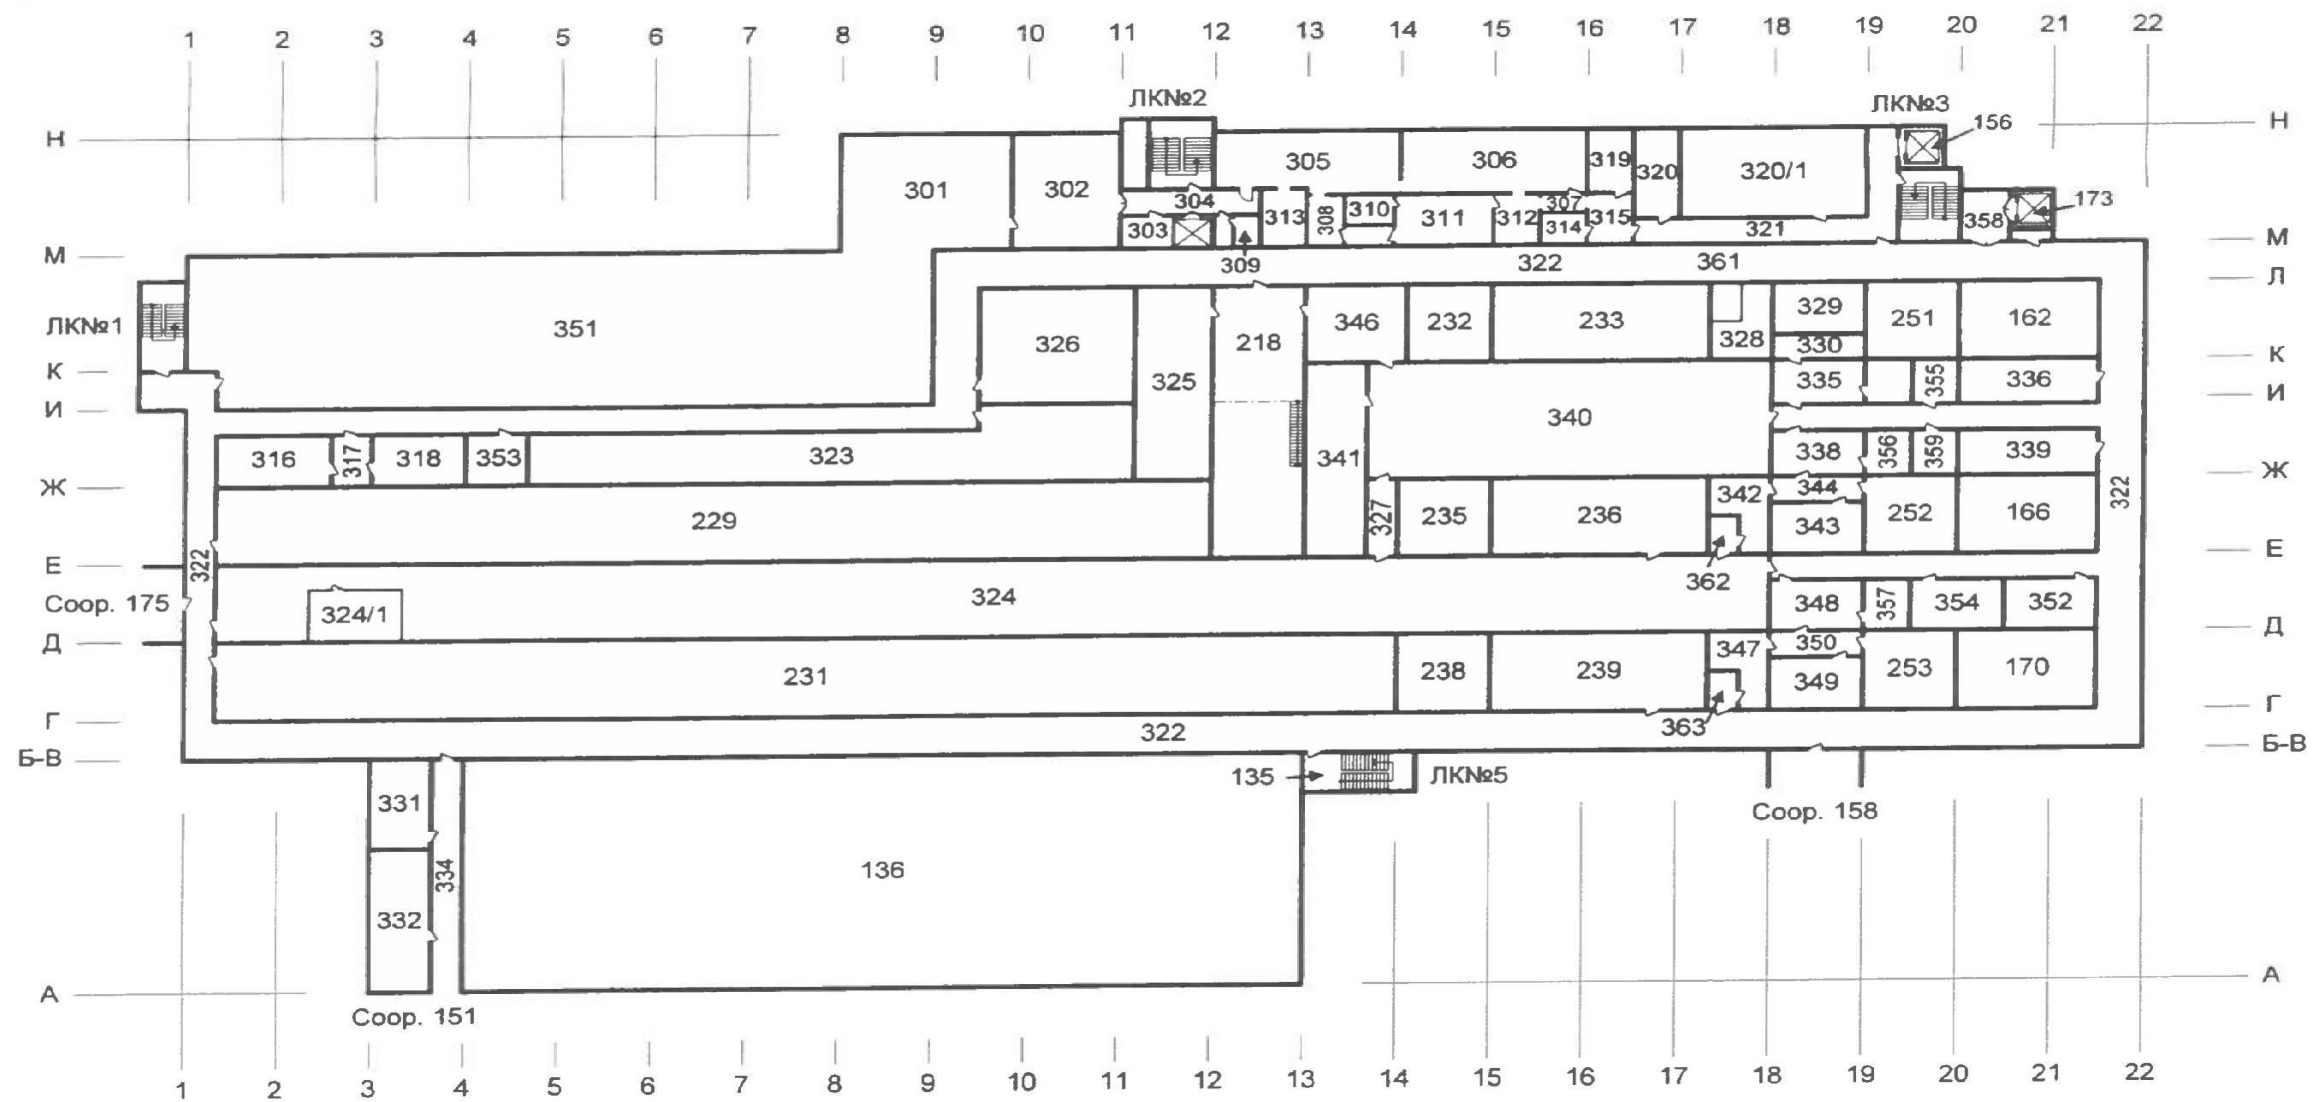 1 2 3 4 5 6 7 8 9 10 11 12 13 14 15 16 17 18 19 20 21 22
ЛК№2 ЛК№3
Н 156 Н
305 306 319 320 320/1
301 302
304 308 310 307 173
313 311 312 315 358
303 314 321
М М
309 322 361
Л
329 251 162
ЛК№1 351 346 232 233
326 218 328 330
К К
325 335 355 336
И И
340
316 317 318 353 323 341 338 356 359 339
Ж Ж
342 344 322
229 327 235 236 343 252 166
Е 322 Е
362
Соор. 175 324/1 324 348 357 354 352
Д Д
347 350
231 238 239 349 253 170
Г Г
322 363
Б-В Б-В
135 ЛК№5
331 Соор. 158
334 136
332
А А
Соор. 151
1 2 3 4 5 6 7 8 9 10 11 12 13 14 15 16 17 18 19 20 21 22